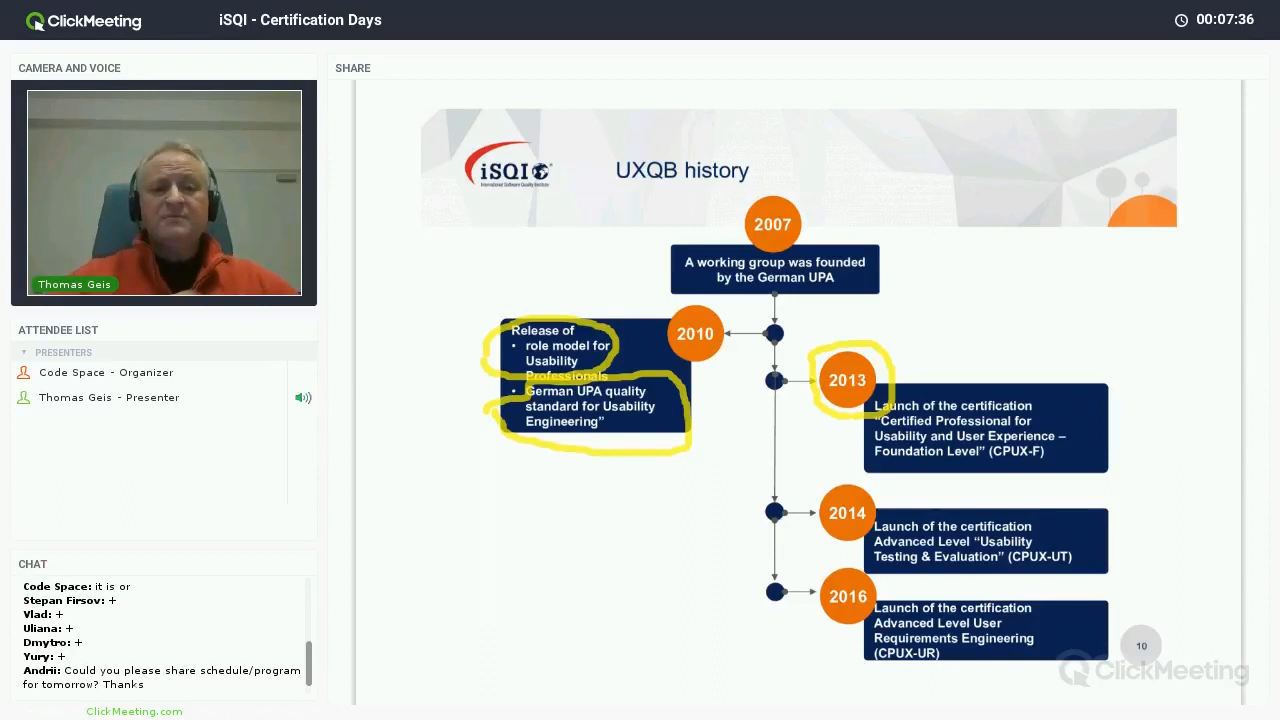 ClickMeeting
iSQI - Certification Days
00:07:36
CAMERA AND VOICE
SHARE
Thomas Geis
ATTENDEE LIST
PRESENTERS
Code Space - Organizer
Thomas Geis - Presenter
CHAT
Code Space: it is or
Stepan Firsov: +
Vlad: +
Uliana: +
Dmytro: +
Yury: +
Andrii: Could you please share schedule/program
for tomorrow? Thanks
ClickMeeting.com
iSQI
International Software Quality Institute
UXQB history
2007
A working group was founded
by the German UPA
2010
Release of
• role model for
Usability
Professionals
• German UPA quality
standard for Usability
Engineering”
2013
Launch of the certification
“Certified Professional for
Usability and User Experience –
Foundation Level” (CPUX-F)
2014
Launch of the certification
Advanced Level “Usability
Testing & Evaluation” (CPUX-UT)
2016
Launch of the certification
Advanced Level User
Requirements Engineering
(CPUX-UR)
10
ClickMeeting